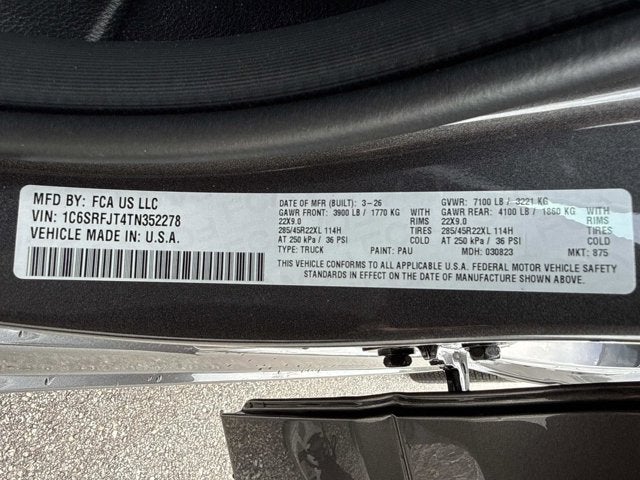 MFD BY: FCA US LLC
VIN: 1C6SRFJT4TN352278
VEHICLE MADE IN: U.S.A.
DATE OF MFR (BUILT): 3-26
GAWR FRONT: 3900 LB / 1770 KG
22X9.0 RIMS
285/45R22XL 114H TIRES
AT 250 kPa / 36 PSI COLD
TYPE: TRUCK PAINT: PAU
GVWR: 7100 LB / 3221 KG
GAWR REAR: 4100 LB / 1860 KG
22X9.0 RIMS
285/45R22XL 114H TIRES
AT 250 kPa / 36 PSI COLD
MDH: 030823 MKT: 875
THIS VEHICLE CONFORMS TO ALL APPLICABLE U.S.A. FEDERAL MOTOR VEHICLE SAFETY
STANDARDS IN EFFECT ON THE DATE OF MANUFACTURE SHOWN ABOVE.